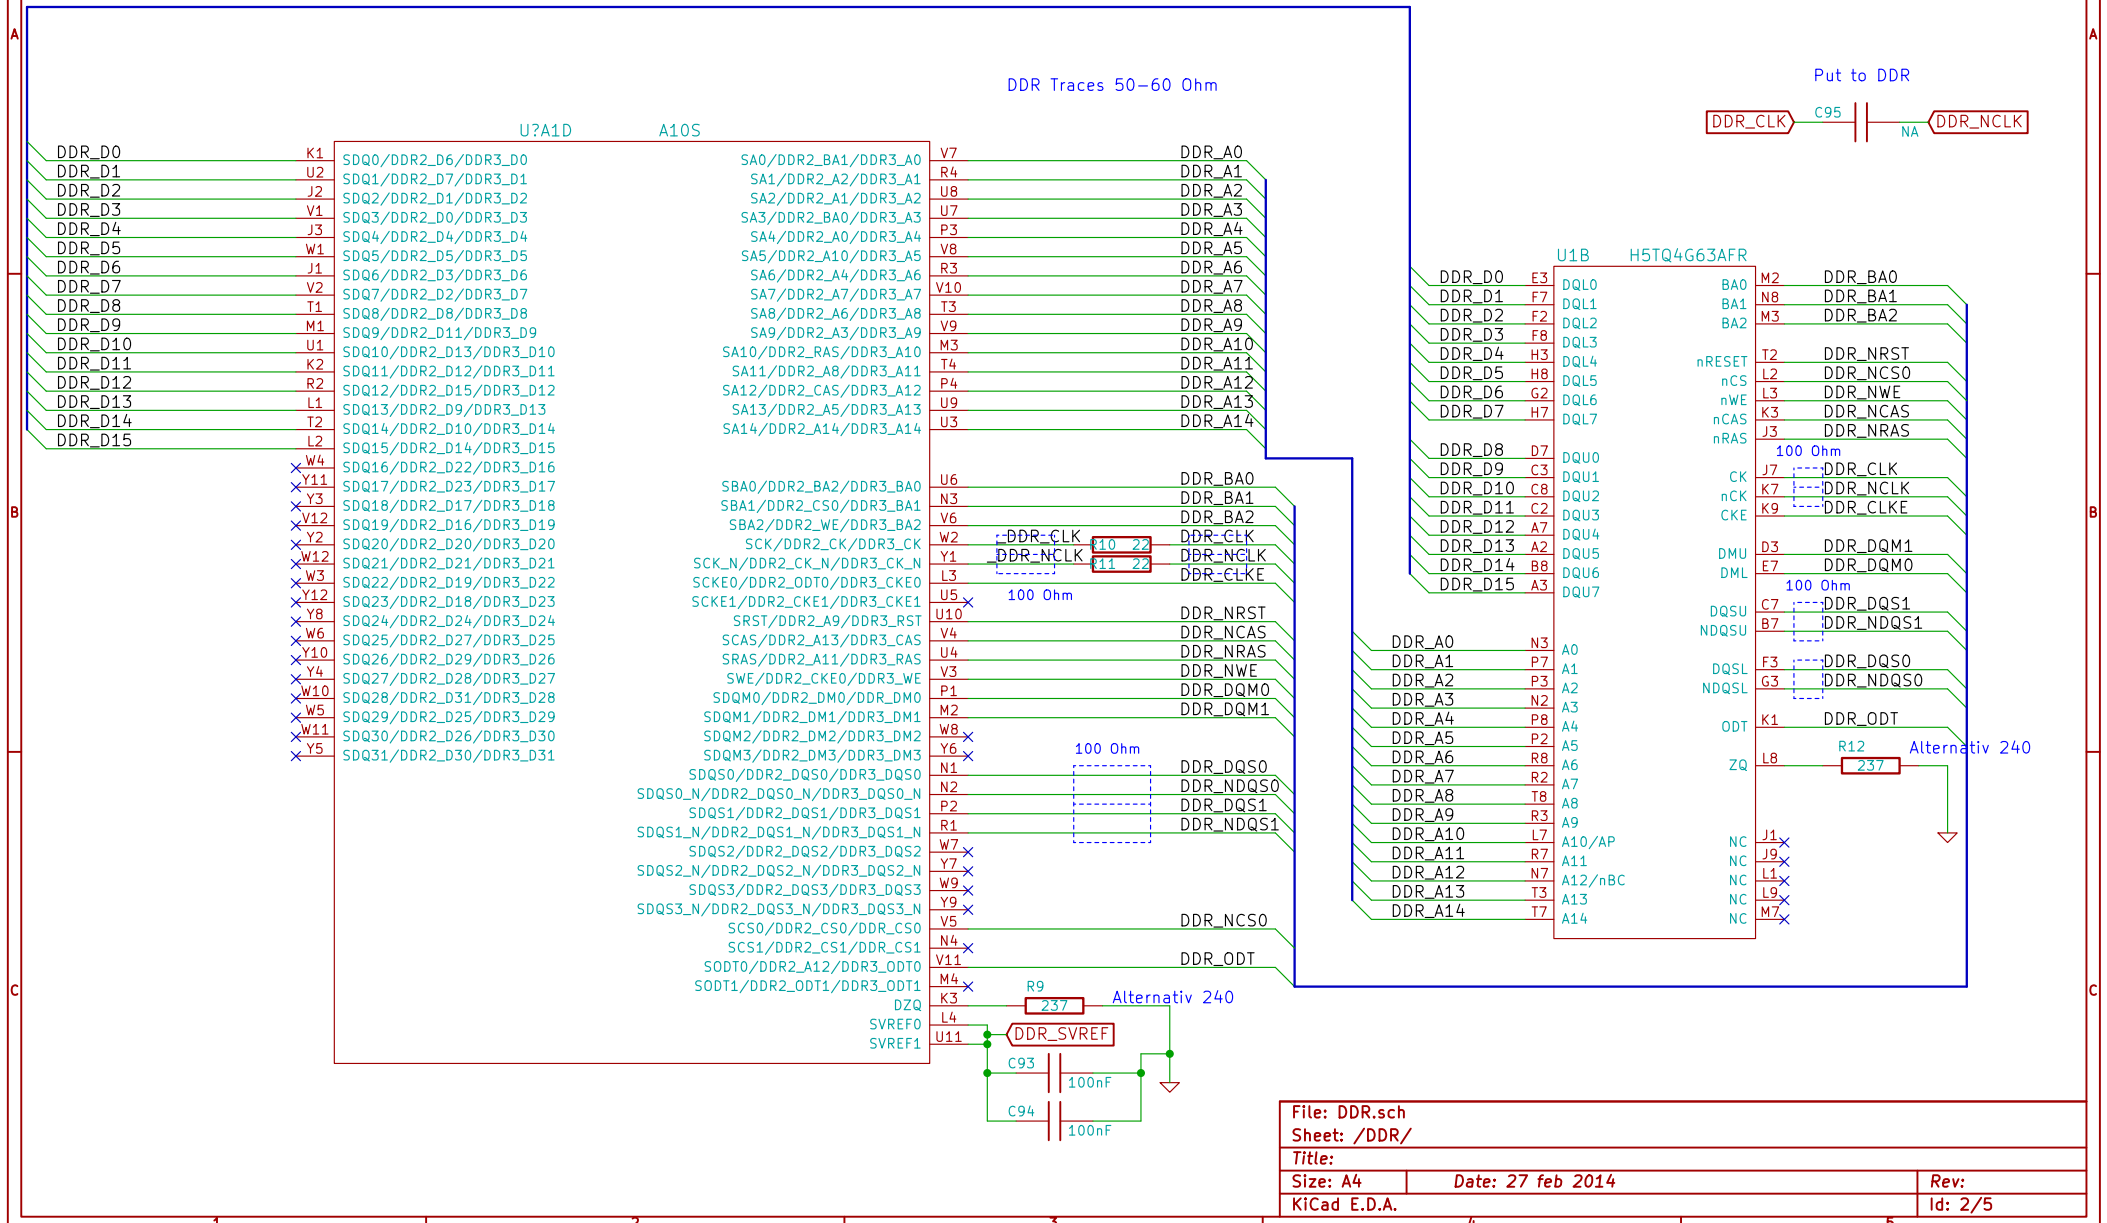 A
A
DDR Traces 50-60 Ohm
Put to DDR
DDR_CLK C95 NA DDR_NCLK
U?A1D A10S
DDR_D0 K1 SDQ0/DDR2_D6/DDR3_D0
DDR_D1 U2 SDQ1/DDR2_D7/DDR3_D1
DDR_D2 J2 SDQ2/DDR2_D1/DDR3_D2
DDR_D3 V1 SDQ3/DDR2_D0/DDR3_D3
DDR_D4 J3 SDQ4/DDR2_D4/DDR3_D4
DDR_D5 W1 SDQ5/DDR2_D5/DDR3_D5
DDR_D6 J1 SDQ6/DDR2_D3/DDR3_D6
DDR_D7 V2 SDQ7/DDR2_D2/DDR3_D7
DDR_D8 T1 SDQ8/DDR2_D8/DDR3_D8
DDR_D9 M1 SDQ9/DDR2_D11/DDR3_D9
DDR_D10 U1 SDQ10/DDR2_D13/DDR3_D10
DDR_D11 K2 SDQ11/DDR2_D12/DDR3_D11
DDR_D12 R2 SDQ12/DDR2_D15/DDR3_D12
DDR_D13 L1 SDQ13/DDR2_D9/DDR3_D13
DDR_D14 T2 SDQ14/DDR2_D10/DDR3_D14
DDR_D15 L2 SDQ15/DDR2_D14/DDR3_D15
W4 SDQ16/DDR2_D22/DDR3_D16
Y11 SDQ17/DDR2_D23/DDR3_D17
Y3 SDQ18/DDR2_D17/DDR3_D18
V12 SDQ19/DDR2_D16/DDR3_D19
Y2 SDQ20/DDR2_D20/DDR3_D20
W12 SDQ21/DDR2_D21/DDR3_D21
W3 SDQ22/DDR2_D19/DDR3_D22
Y12 SDQ23/DDR2_D18/DDR3_D23
Y8 SDQ24/DDR2_D24/DDR3_D24
W6 SDQ25/DDR2_D27/DDR3_D25
Y10 SDQ26/DDR2_D29/DDR3_D26
Y4 SDQ27/DDR2_D28/DDR3_D27
W10 SDQ28/DDR2_D31/DDR3_D28
W5 SDQ29/DDR2_D25/DDR3_D29
W11 SDQ30/DDR2_D26/DDR3_D30
Y5 SDQ31/DDR2_D30/DDR3_D31
SA0/DDR2_BA1/DDR3_A0 V7 DDR_A0
SA1/DDR2_A2/DDR3_A1 R4 DDR_A1
SA2/DDR2_A1/DDR3_A2 U8 DDR_A2
SA3/DDR2_BA0/DDR3_A3 U7 DDR_A3
SA4/DDR2_A0/DDR3_A4 P3 DDR_A4
SA5/DDR2_A10/DDR3_A5 V8 DDR_A5
SA6/DDR2_A4/DDR3_A6 R3 DDR_A6
SA7/DDR2_A7/DDR3_A7 V10 DDR_A7
SA8/DDR2_A6/DDR3_A8 T3 DDR_A8
SA9/DDR2_A3/DDR3_A9 V9 DDR_A9
SA10/DDR2_RAS/DDR3_A10 M3 DDR_A10
SA11/DDR2_A8/DDR3_A11 T4 DDR_A11
SA12/DDR2_CAS/DDR3_A12 P4 DDR_A12
SA13/DDR2_A5/DDR3_A13 U9 DDR_A13
SA14/DDR2_A14/DDR3_A14 U3 DDR_A14
SBA0/DDR2_BA2/DDR3_BA0 U6 DDR_BA0
SBA1/DDR2_CS0/DDR3_BA1 N3 DDR_BA1
SBA2/DDR2_WE/DDR3_BA2 V6 DDR_BA2
SCK/DDR2_CK/DDR3_CK W2 _DDR_CLK R10 22 DDR_CLK
SCK_N/DDR2_CK_N/DDR3_CK_N Y1 _DDR_NCLK R11 22 DDR_NCLK
SCKE0/DDR2_ODT0/DDR3_CKE0 L3 DDR_CLKE
SCKE1/DDR2_CKE1/DDR3_CKE1 U5 100 Ohm
SRST/DDR2_A9/DDR3_RST U10 DDR_NRST
SCAS/DDR2_A13/DDR3_CAS V4 DDR_NCAS
SRAS/DDR2_A11/DDR3_RAS U4 DDR_NRAS
SWE/DDR2_CKE0/DDR3_WE V3 DDR_NWE
SDQM0/DDR2_DM0/DDR_DM0 P1 DDR_DQM0
SDQM1/DDR2_DM1/DDR3_DM1 M2 DDR_DQM1
SDQM2/DDR2_DM2/DDR3_DM2 W8
SDQM3/DDR2_DM3/DDR3_DM3 Y6 100 Ohm
SDQS0/DDR2_DQS0/DDR3_DQS0 N1 DDR_DQS0
SDQS0_N/DDR2_DQS0_N/DDR3_DQS0_N N2 DDR_NDQS0
SDQS1/DDR2_DQS1/DDR3_DQS1 P2 DDR_DQS1
SDQS1_N/DDR2_DQS1_N/DDR3_DQS1_N R1 DDR_NDQS1
SDQS2/DDR2_DQS2/DDR3_DQS2 W7
SDQS2_N/DDR2_DQS2_N/DDR3_DQS2_N Y7
SDQS3/DDR2_DQS3/DDR3_DQS3 W9
SDQS3_N/DDR2_DQS3_N/DDR3_DQS3_N Y9
SCS0/DDR2_CS0/DDR_CS0 V5 DDR_NCS0
SCS1/DDR2_CS1/DDR_CS1 N4
SODT0/DDR2_A12/DDR3_ODT0 V11 DDR_ODT
SODT1/DDR2_ODT1/DDR3_ODT1 M4
DZQ K3 R9 237 Alternativ 240
SVREF0 L4 DDR_SVREF
SVREF1 U11
C93 100nF
C94 100nF
U1B H5TQ4G63AFR
DDR_D0 E3 DQL0
DDR_D1 F7 DQL1
DDR_D2 F2 DQL2
DDR_D3 F8 DQL3
DDR_D4 H3 DQL4
DDR_D5 H8 DQL5
DDR_D6 G2 DQL6
DDR_D7 H7 DQL7
DDR_D8 D7 DQU0
DDR_D9 C3 DQU1
DDR_D10 C8 DQU2
DDR_D11 C2 DQU3
DDR_D12 A7 DQU4
DDR_D13 A2 DQU5
DDR_D14 B8 DQU6
DDR_D15 A3 DQU7
DDR_A0 N3 A0
DDR_A1 P7 A1
DDR_A2 P3 A2
DDR_A3 N2 A3
DDR_A4 P8 A4
DDR_A5 P2 A5
DDR_A6 R8 A6
DDR_A7 R2 A7
DDR_A8 T8 A8
DDR_A9 R3 A9
DDR_A10 L7 A10/AP
DDR_A11 R7 A11
DDR_A12 N7 A12/nBC
DDR_A13 T3 A13
DDR_A14 T7 A14
BA0 M2 DDR_BA0
BA1 N8 DDR_BA1
BA2 M3 DDR_BA2
nRESET T2 DDR_NRST
nCS L2 DDR_NCS0
nWE L3 DDR_NWE
nCAS K3 DDR_NCAS
nRAS J3 DDR_NRAS
100 Ohm
CK J7 DDR_CLK
nCK K7 DDR_NCLK
CKE K9 DDR_CLKE
DMU D3 DDR_DQM1
DML E7 DDR_DQM0
100 Ohm
DQSU C7 DDR_DQS1
NDQSU B7 DDR_NDQS1
DQSL F3 DDR_DQS0
NDQSL G3 DDR_NDQS0
ODT K1 DDR_ODT
ZQ L8 R12 237 Alternativ 240
NC J1
NC J9
NC L1
NC L9
NC M7
B
B
C
C
File: DDR.sch
Sheet: /DDR/
Title:
Size: A4 Date: 27 feb 2014 Rev:
KiCad E.D.A. Id: 2/5
1 2 3 4 5